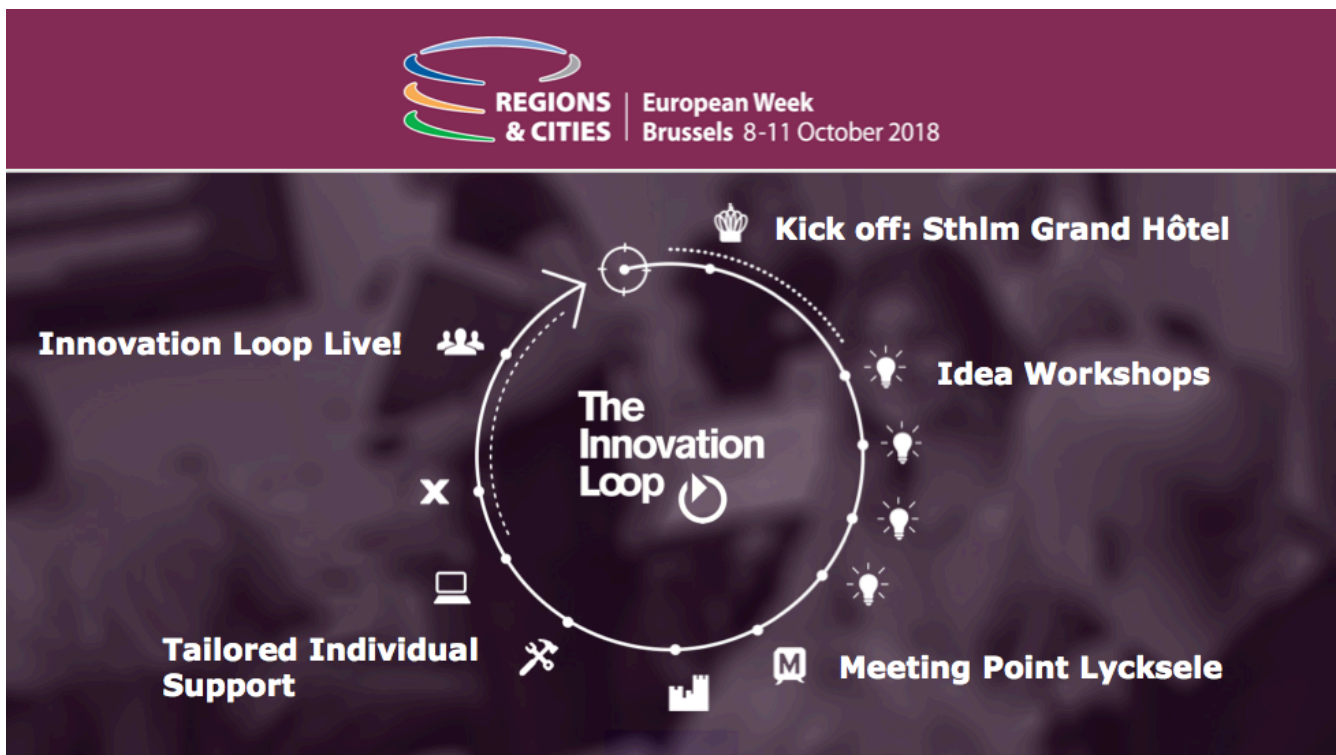 REGIONS
& CITIES
European Week
Brussels 8-11 October 2018
Kick off: Sthlm Grand Hôtel
Innovation Loop Live!
Idea Workshops
The
Innovation
Loop
X
Tailored Individual
Support
M
Meeting Point Lycksele